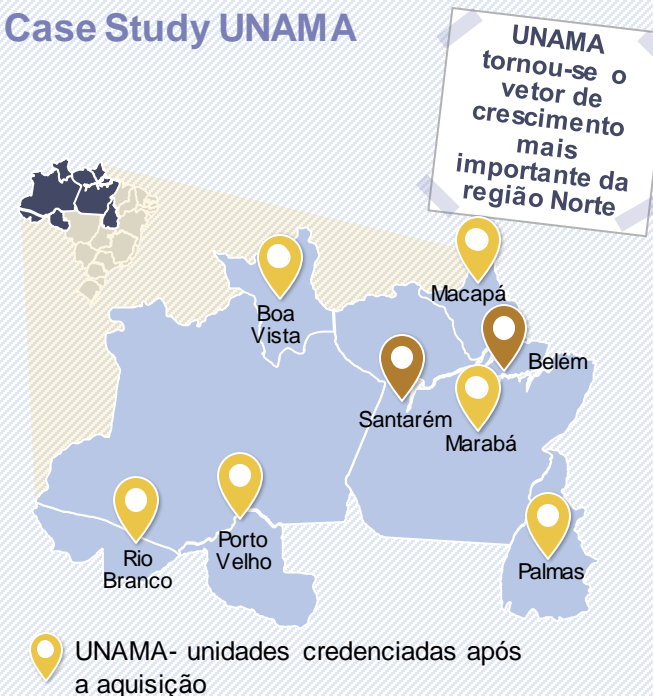 Case Study UNAMA
UNAMA
tornou-se o
vetor de
crescimento
mais
importante da
região Norte
Macapá
Boa
Vista
Belém
Santarém
Marabá
Porto
Velho
Rio
Branco
Palmas
UNAMA- unidades credenciadas após
a aquisição